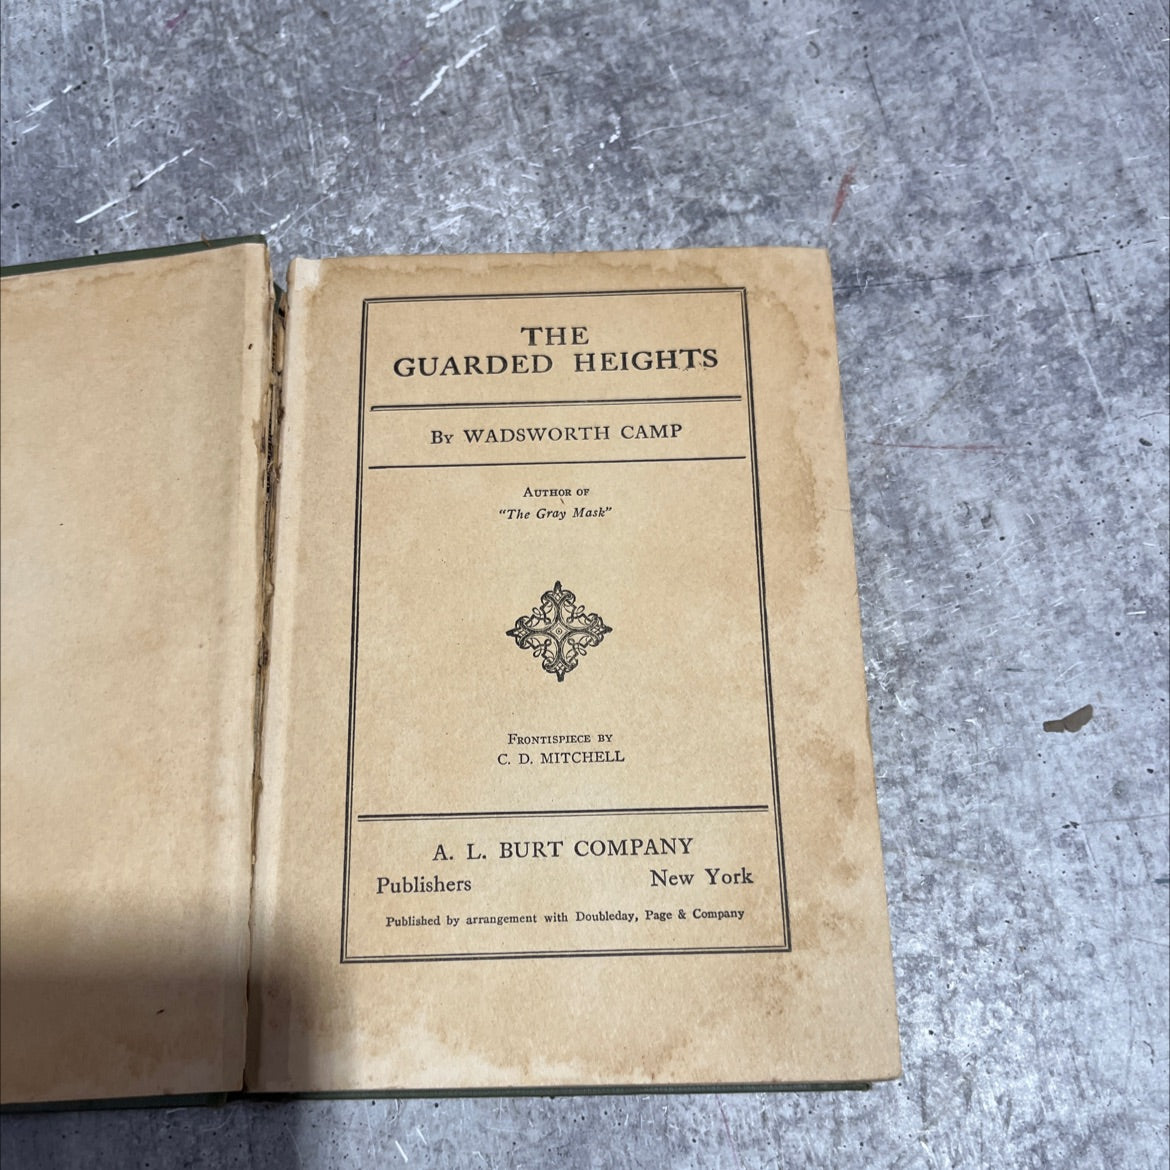 THE
GUARDED HEIGHTS
By WADSWORTH CAMP
AUTHOR OF
"The Gray Mask"
FRONTISPIECE BY
C. D. MITCHELL
A. L. BURT COMPANY
Publishers New York
Published by arrangement with Doubleday, Page & Company